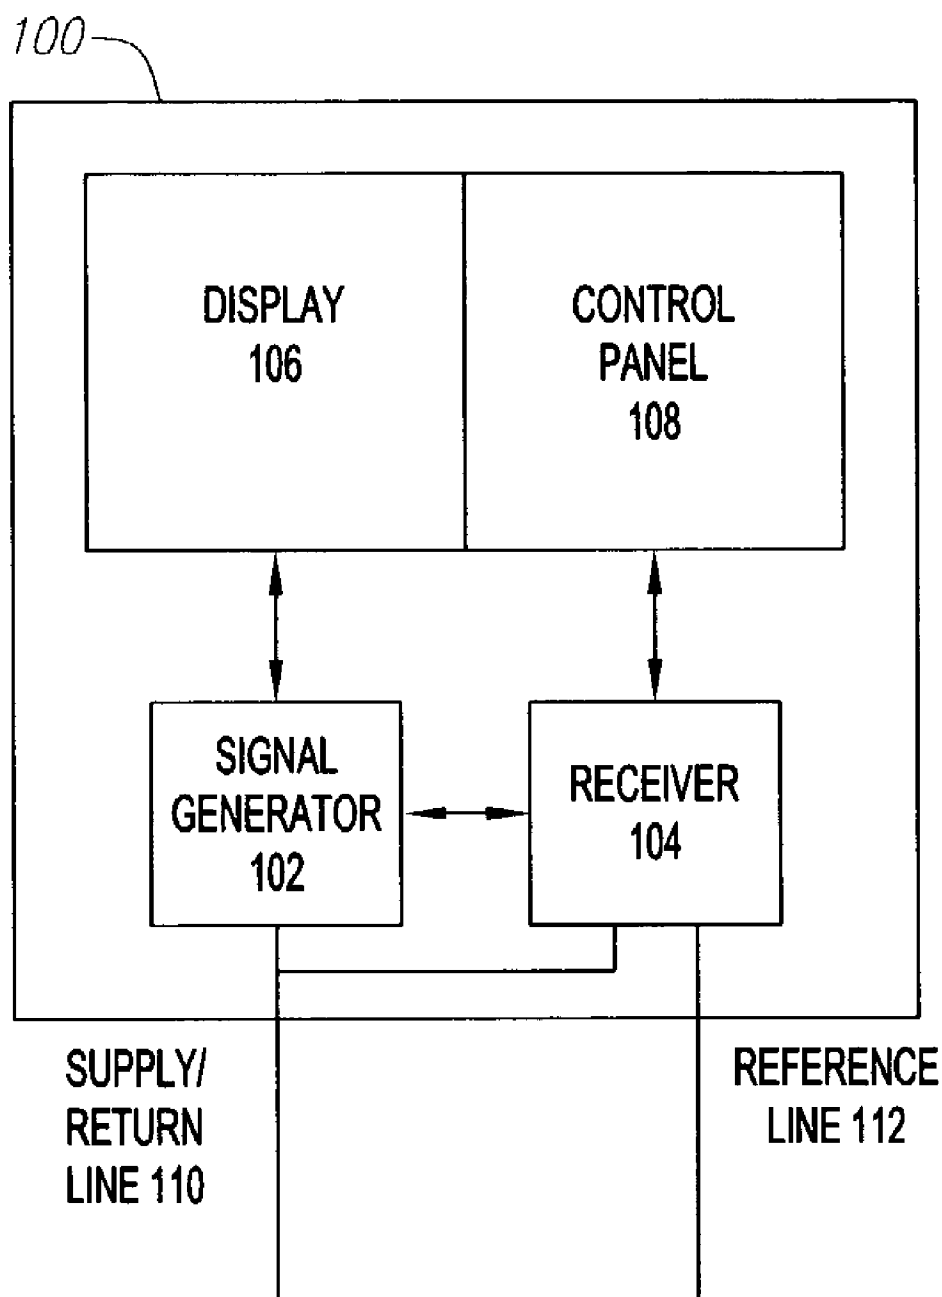 100
DISPLAY
106
CONTROL
PANEL
108
SIGNAL
GENERATOR
102
RECEIVER
104
SUPPLY/
RETURN
LINE 110
REFERENCE
LINE 112